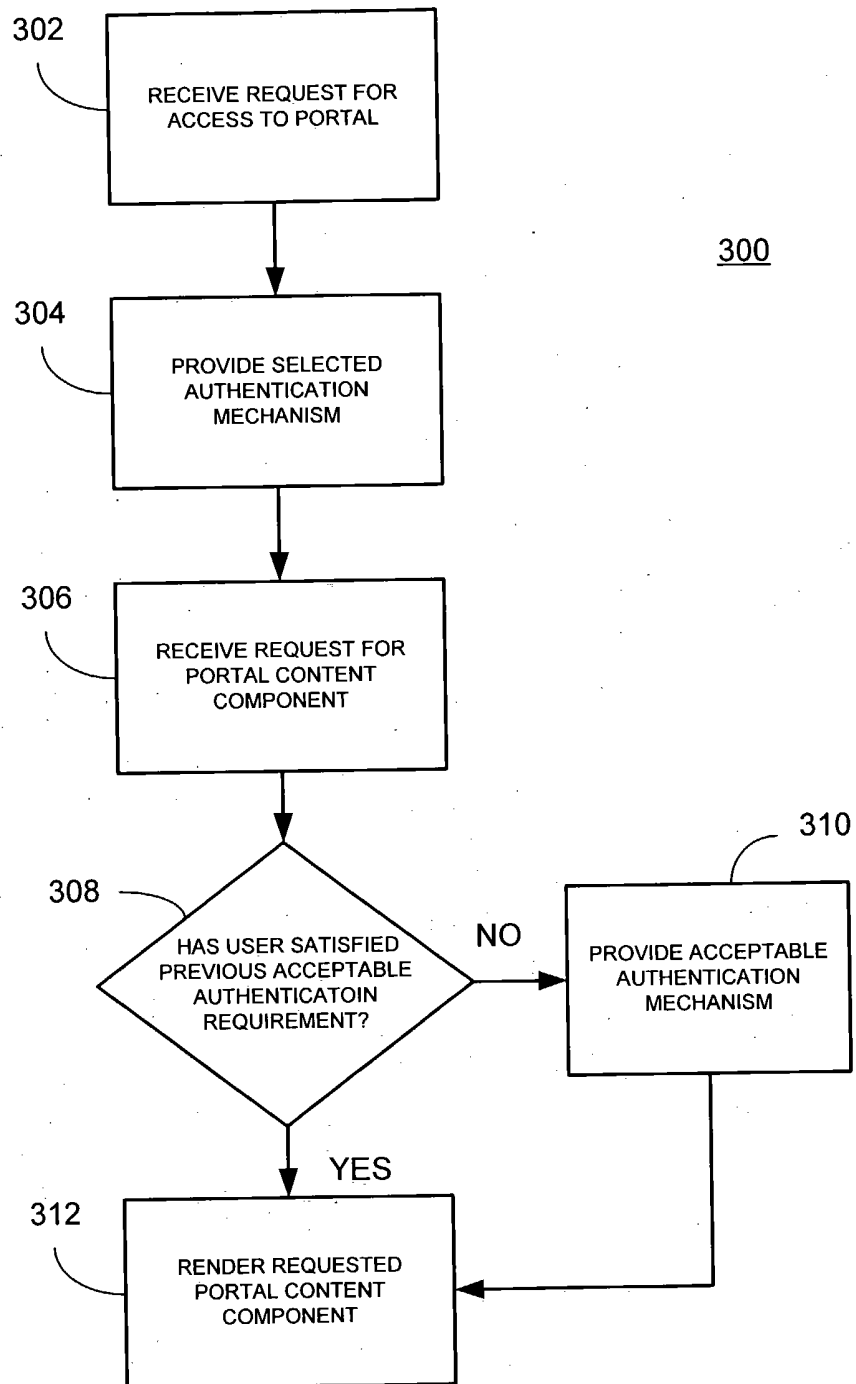 302
RECEIVE REQUEST FOR
ACCESS TO PORTAL
300
304
PROVIDE SELECTED
AUTHENTICATION
MECHANISM
306
RECEIVE REQUEST FOR
PORTAL CONTENT
COMPONENT
308
HAS USER SATISFIED
PREVIOUS ACCEPTABLE
AUTHENTICATOIN
REQUIREMENT?
NO
310
PROVIDE ACCEPTABLE
AUTHENTICATION
MECHANISM
YES
312
RENDER REQUESTED
PORTAL CONTENT
COMPONENT